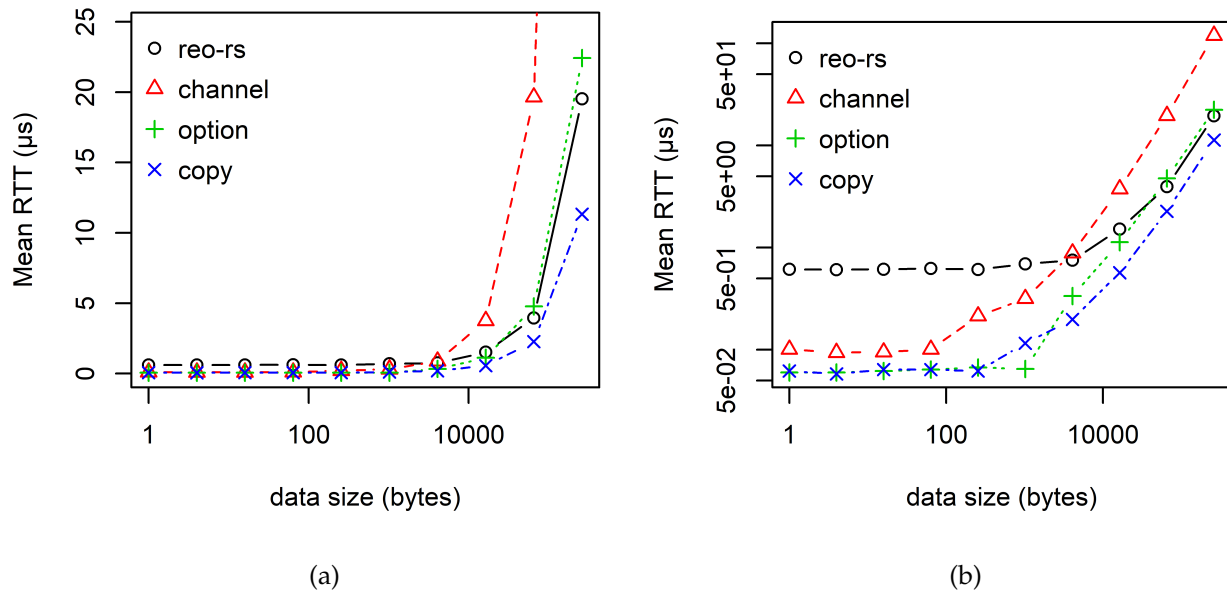 25
20
15
10
5
0
Mean RTT (µs)
reo-rs
channel
option
copy
1
100
10000
data size (bytes)
(a)
5e+01
5e+00
5e-01
5e-02
Mean RTT (µs)
reo-rs
channel
option
copy
1
100
10000
data size (bytes)
(b)